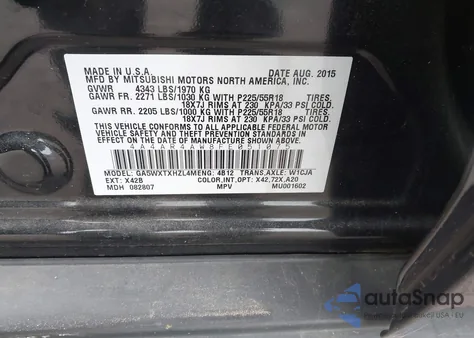 MADE IN U.S.A. DATE AUG. 2015
MFD BY MITSUBISHI MOTORS NORTH AMERICA, INC.
GVWR 4343 LBS/1970 KG
GAWR FR. 2271 LBS/1030 KG WITH P225/55R18 TIRES,
18X7J RIMS AT 230 KPA/33 PSI COLD.
GAWR RR. 2205 LBS/1000 KG WITH P225/55R18 TIRES,
18X7J RIMS AT 230 KPA/33 PSI COLD.
THIS VEHICLE CONFORMS TO ALL APPLICABLE FEDERAL MOTOR
VEHICLE SAFETY STANDARDS IN
EFFECT ON THE DATE OF MANUFACTURE SHOWN ABOVE.
4A4AR4AW8FE051075
MODEL: GA5WXTXHZL4M ENG: 4B12 TRANS,AXLE: W1CJA
EXT: X42B COLOR,INT,OPT: X42,72X,A20
MDH 082807 MPV MU001602
autoSnap